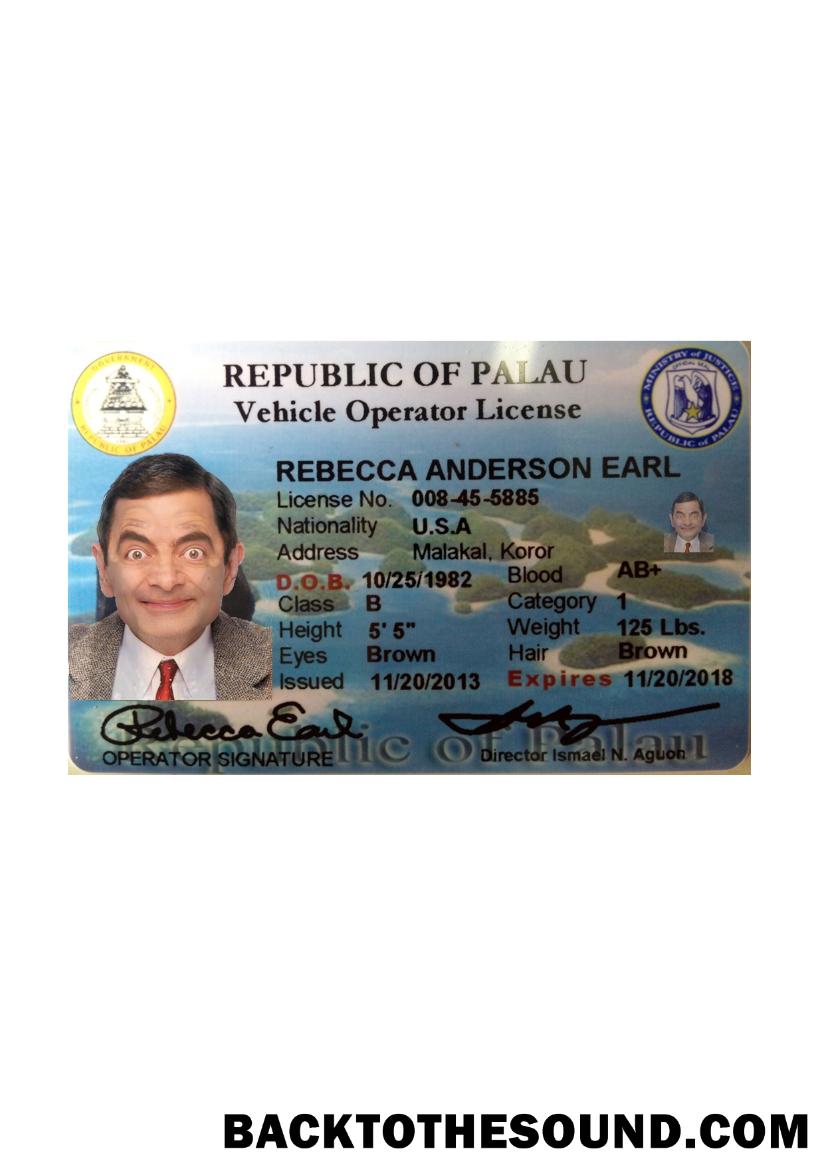 GOVERNMENT
REPUBLIC OF PALAU
REPUBLIC OF PALAU
Vehicle Operator License
MINISTRY of JUSTICE
OFFICIAL SEAL
REPUBLIC of PALAU
REBECCA ANDERSON EARL
License No. 008-45-5885
Nationality U.S.A
Address Malakal, Koror
D.O.B. 10/25/1982 Blood AB+
Class B Category 1
Height 5' 5" Weight 125 Lbs.
Eyes Brown Hair Brown
Issued 11/20/2013 Expires 11/20/2018
Rebecca Earl
Republic of Palau
OPERATOR SIGNATURE Director Ismael N. Aguon
BACKTOTHESOUND.COM